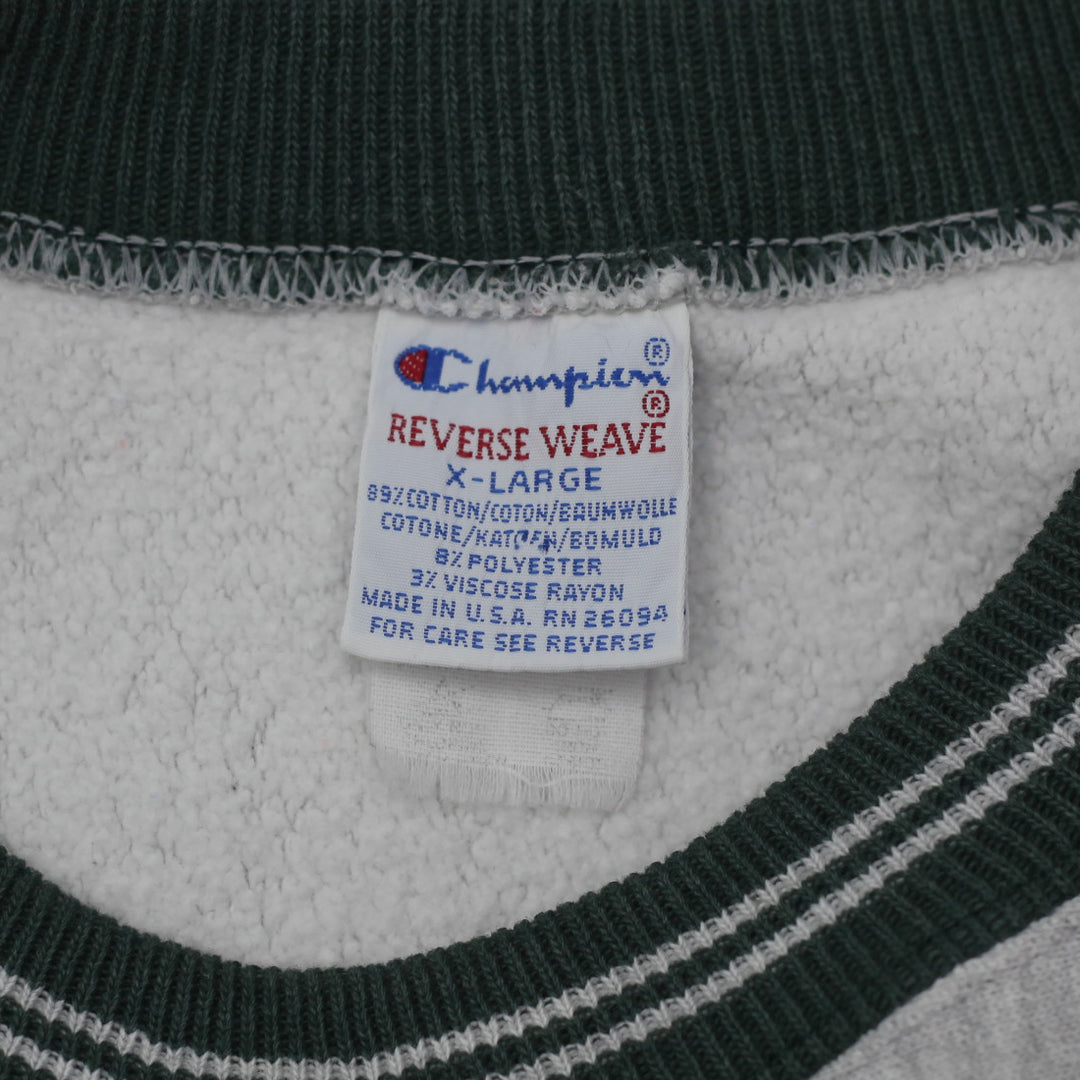 Champion ®
REVERSE WEAVE ®
X-LARGE
89% COTTON/COTON/BAUMWOLLE
COTONE/KATOEN/BOMULD
8% POLYESTER
3% VISCOSE RAYON
MADE IN U.S.A. RN 26094
FOR CARE SEE REVERSE